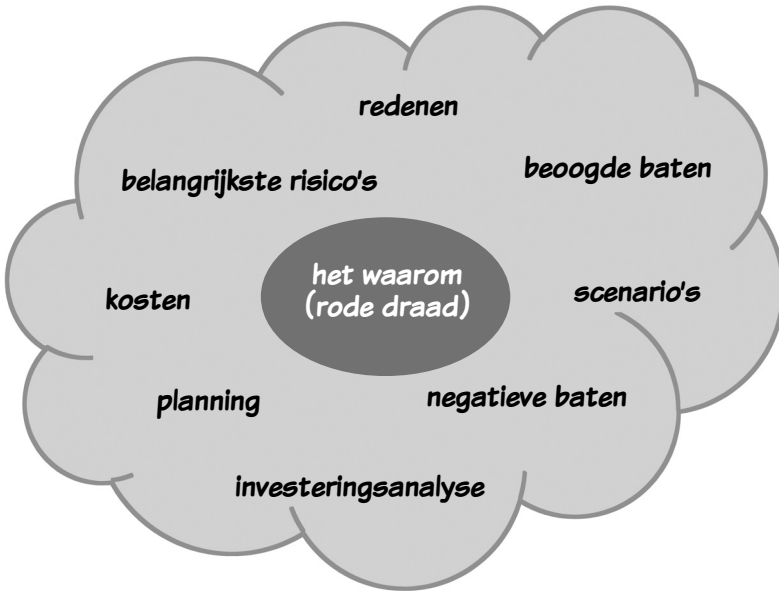 redenen
belangrijkste risico's
beoogde baten
het waarom
(rode draad)
kosten
scenario's
planning
negatieve baten
investeringsanalyse